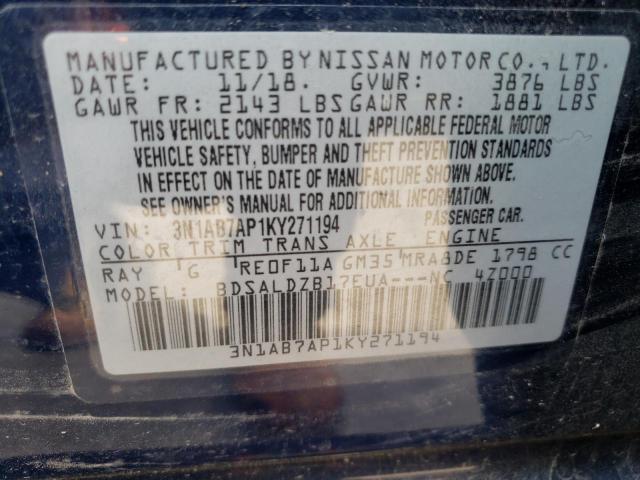 MANUFACTURED BY NISSAN MOTOR CO., LTD.
DATE: 11/18. GVWR: 3876 LBS
GAWR FR: 2143 LBS GAWR RR: 1881 LBS
THIS VEHICLE CONFORMS TO ALL APPLICABLE FEDERAL MOTOR
VEHICLE SAFETY, BUMPER AND THEFT PREVENTION STANDARDS
IN EFFECT ON THE DATE OF MANUFACTURE SHOWN ABOVE.
SEE OWNER'S MANUAL FOR ADDITIONAL INFORMATION.
VIN: 3N1AB7AP1KY271194 PASSENGER CAR.
COLOR TRIM TRANS AXLE ENGINE
RAY G RE0F11A GM35 MRA8DE 1798 CC
MODEL: BDSALDZB17EUA---NC 4Z000
3N1AB7AP1KY271194